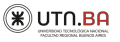 UTN.BA
UNIVERSIDAD TECNOLÓGICA NACIONAL
FACULTAD REGIONAL BUENOS AIRES